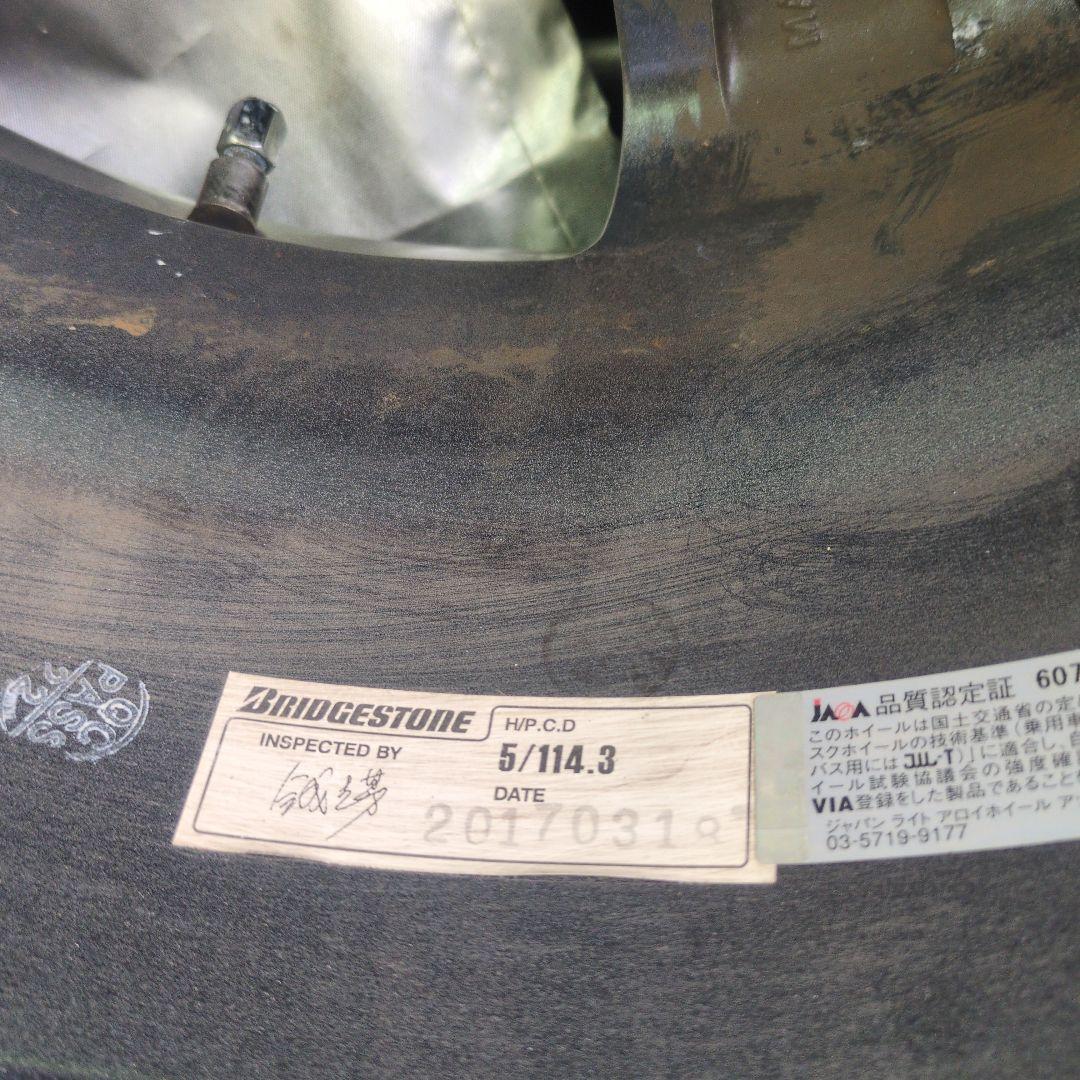 BRIDGESTONE
H/P.C.D
5/114.3
INSPECTED BY
DATE
2017031
QC
PASS
32
JAWA 品質認定証 607
このホイールは国土交通省の定
スクホイールの技術基準(乗用車
バス用にはJWL-T)」に適合し、自
イール試験協議会の強度確
VIA登録をした製品であること
ジャパン ライト アロイホイール ア
03-5719-9177